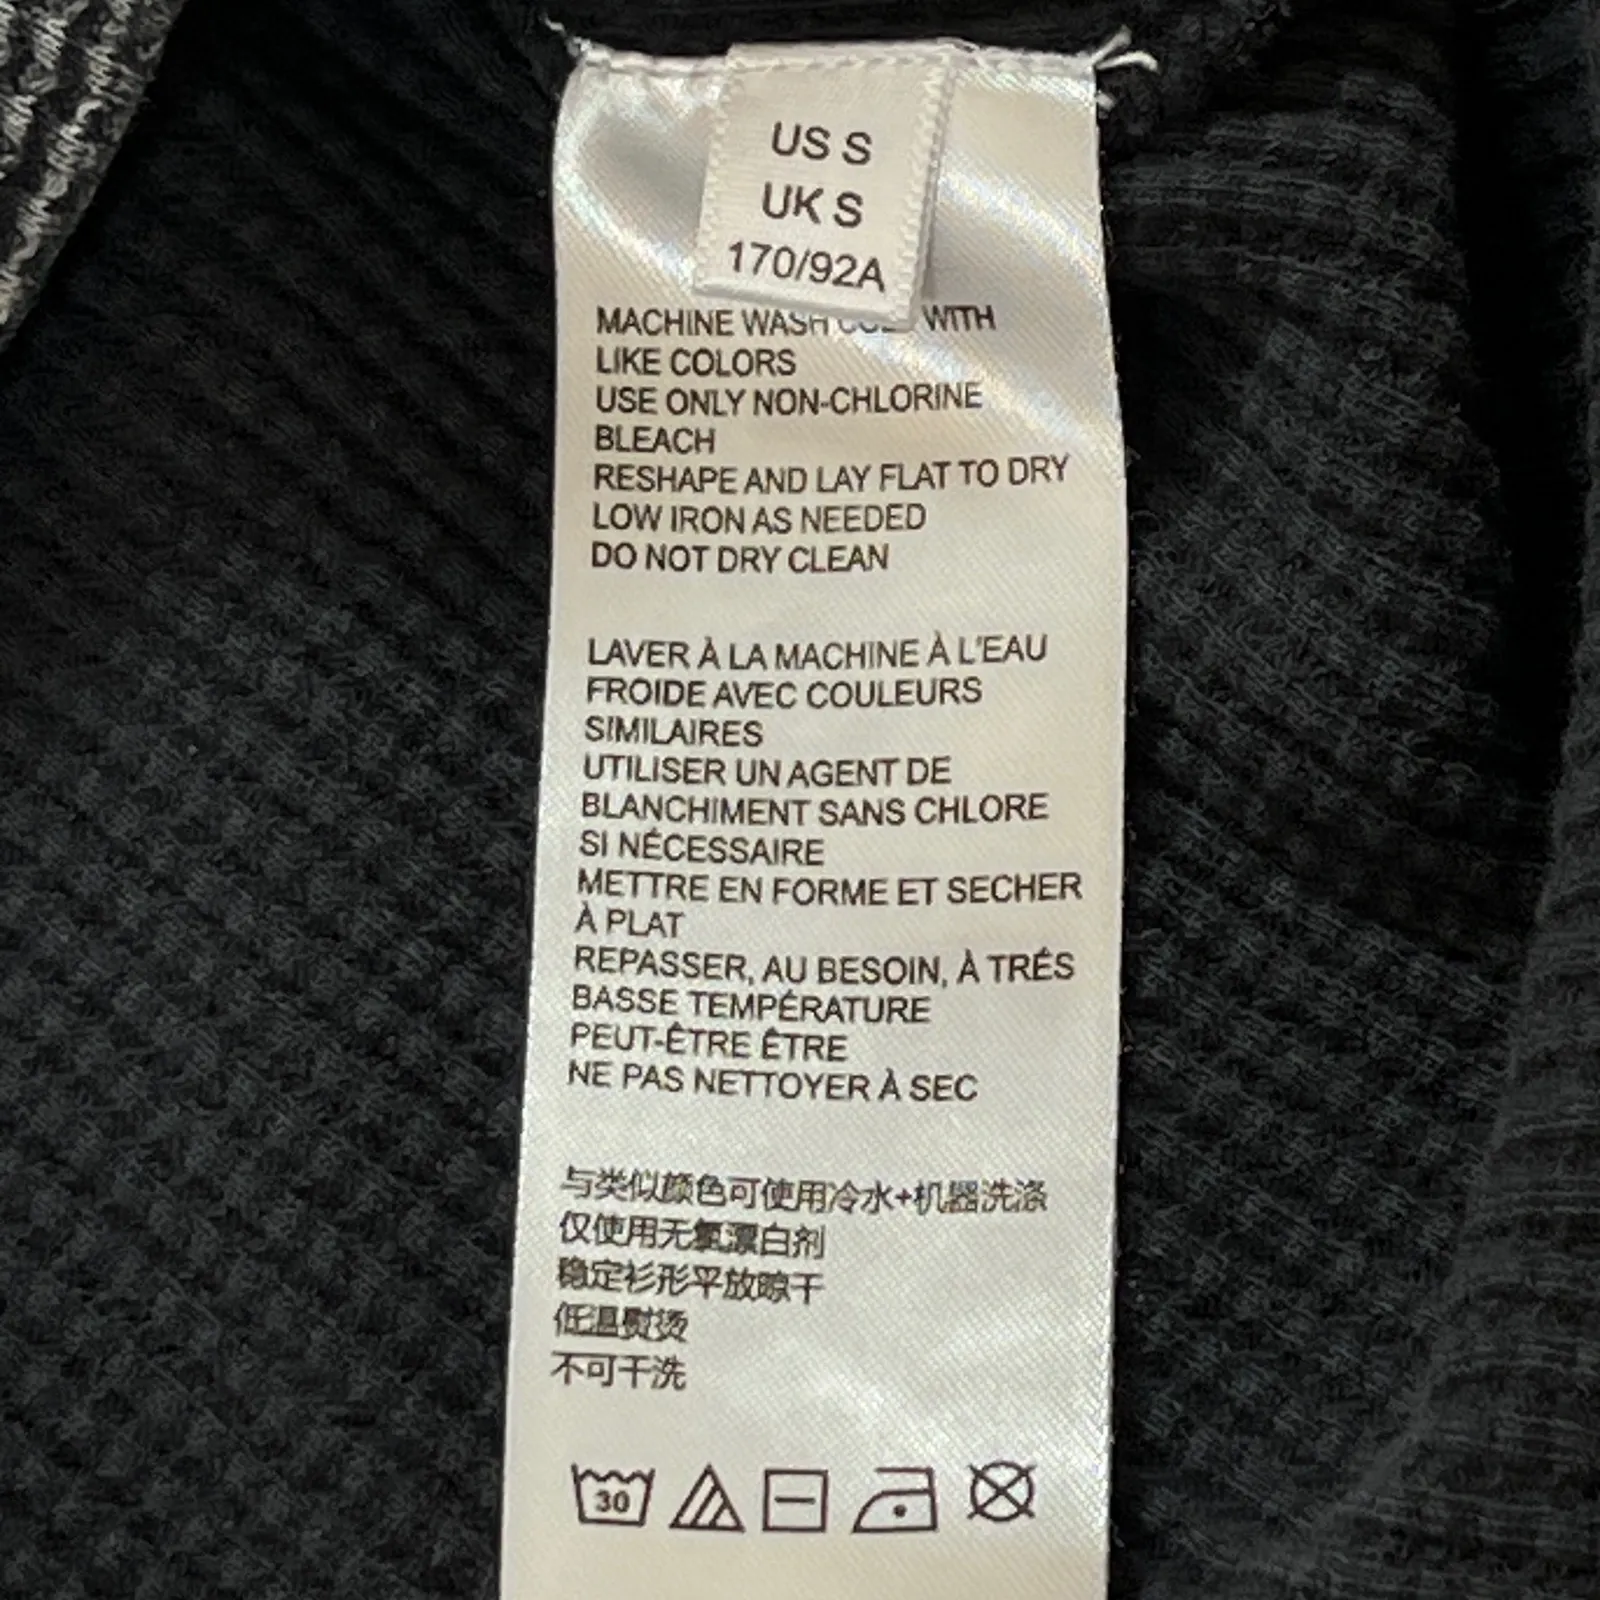 US S
UK S
170/92A
MACHINE WASH WITH
LIKE COLORS
USE ONLY NON-CHLORINE
BLEACH
RESHAPE AND LAY FLAT TO DRY
LOW IRON AS NEEDED
DO NOT DRY CLEAN
LAVER À LA MACHINE À L'EAU
FROIDE AVEC COULEURS
SIMILAIRES
UTILISER UN AGENT DE
BLANCHIMENT SANS CHLORE
SI NÉCESSAIRE
METTRE EN FORME ET SECHER
À PLAT
REPASSER, AU BESOIN, À TRÉS
BASSE TEMPÉRATURE
PEUT-ÊTRE ÊTRE
NE PAS NETTOYER À SEC
与类似颜色可使用冷水+机器洗涤
仅使用无氯漂白剂
稳定衫形平放晾干
低温熨烫
不可干洗
30